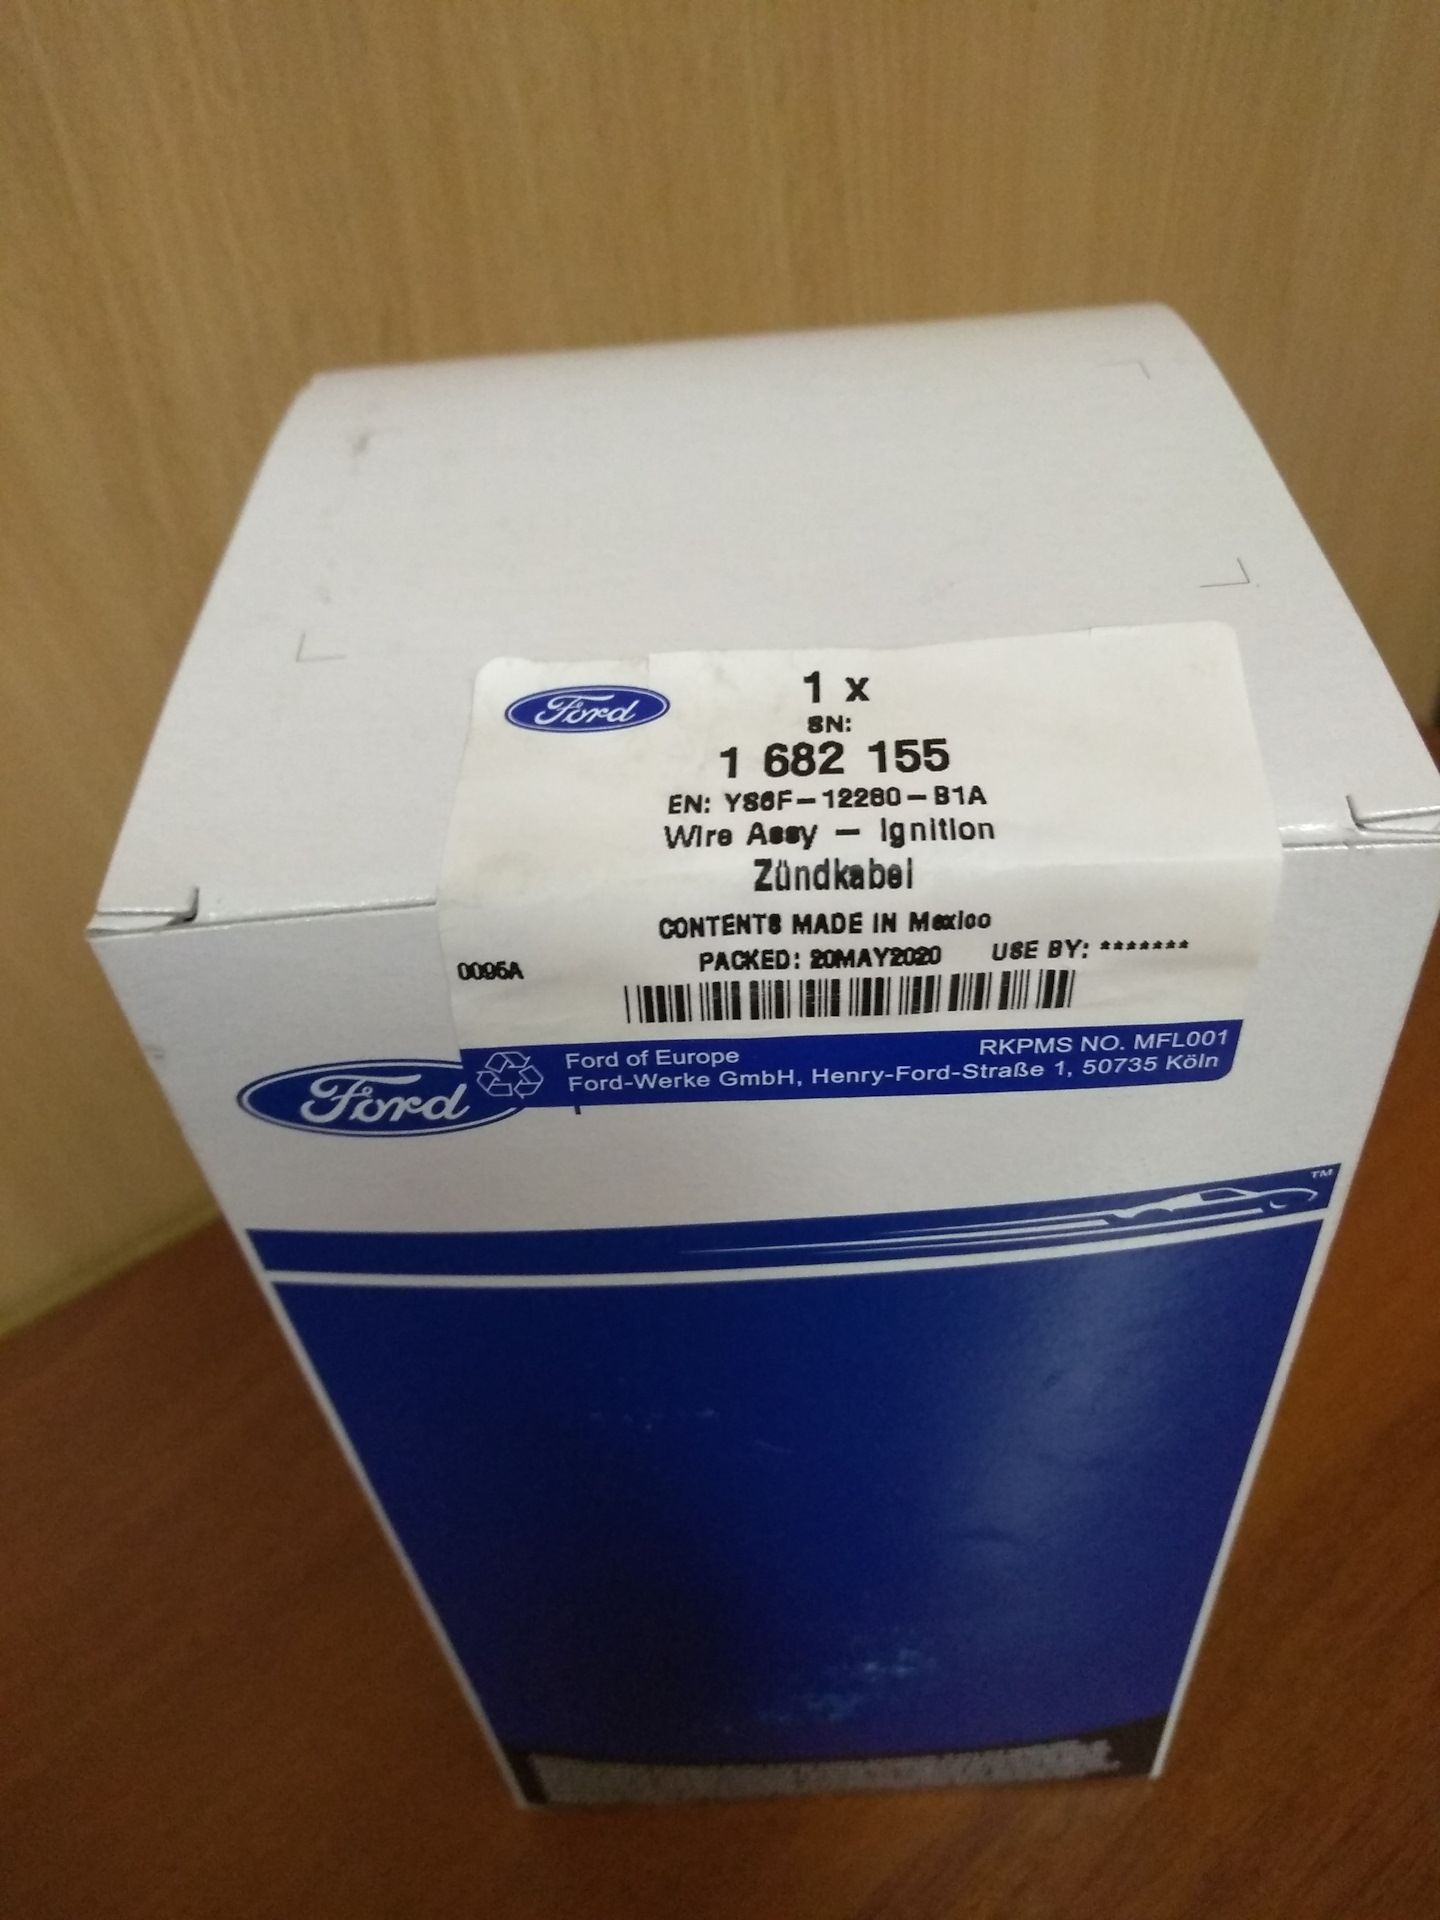 Ford
1 x
SN:
1 682 155
EN: YS6F-12280-B1A
Wire Assy - Ignition
Zündkabel
CONTENTS MADE IN Mexico
PACKED: 20MAY2020 USE BY: *******
0095A
Ford of Europe
RKPMS NO. MFL001
Ford-Werke GmbH, Henry-Ford-Straße 1, 50735 Köln
Ford
TM